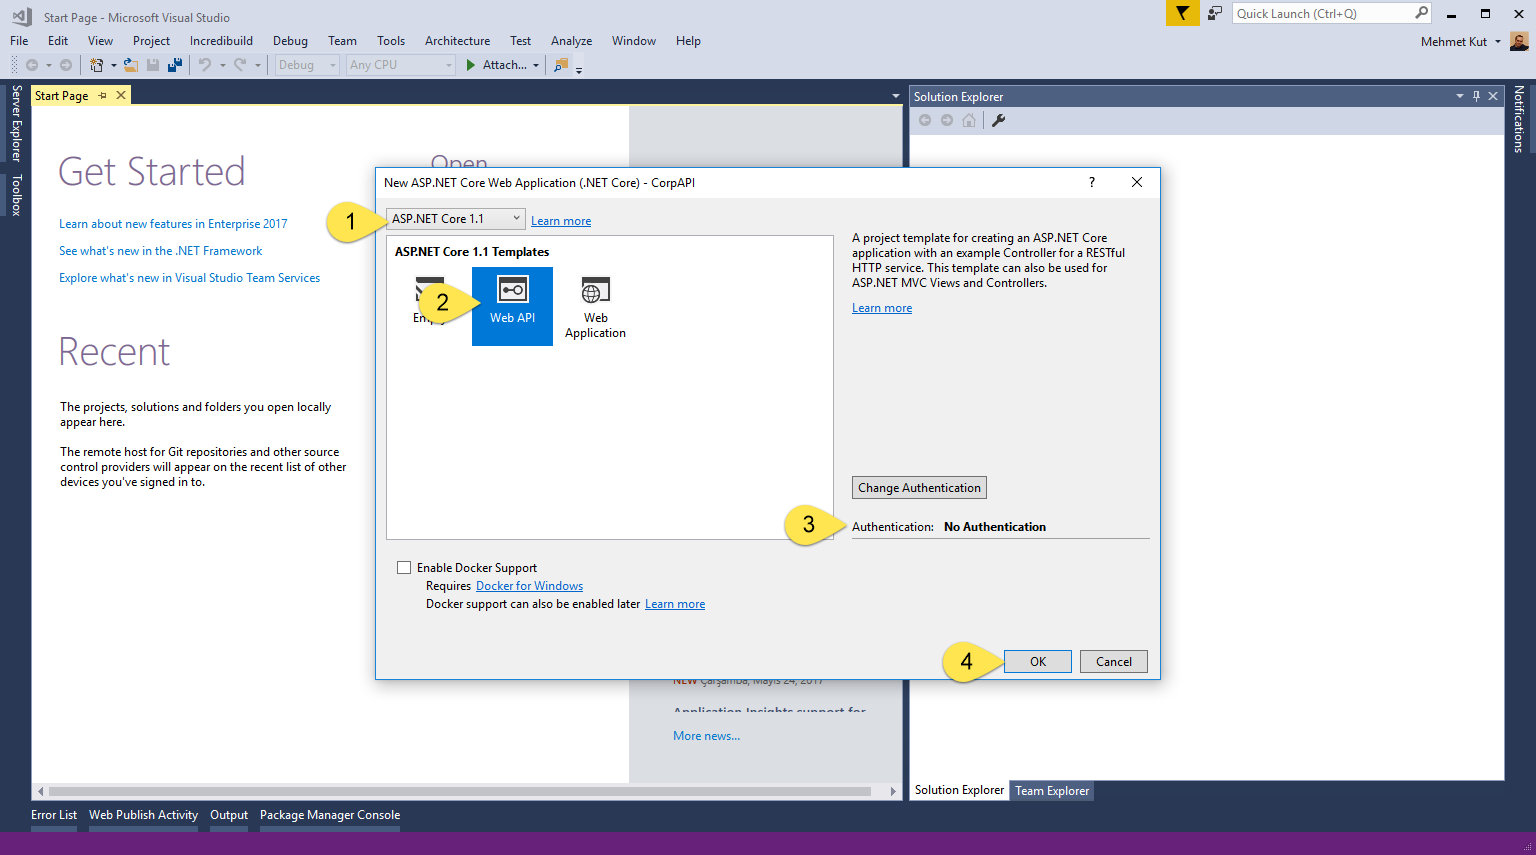 Start Page - Microsoft Visual Studio
Quick Launch (Ctrl+Q)
File Edit View Project Incredibuild Debug Team Tools Architecture Test Analyze Window Help
Mehmet Kut
Debug Any CPU Attach...
Server Explorer
Toolbox
Start Page
Get Started
Learn about new features in Enterprise 2017
See what's new in the .NET Framework
Explore what's new in Visual Studio Team Services
Recent
The projects, solutions and folders you open locally
appear here.
The remote host for Git repositories and other source
control providers will appear on the recent list of other
devices you've signed in to.
Open
New ASP.NET Core Web Application (.NET Core) - CorpAPI
?
1
ASP.NET Core 1.1
Learn more
ASP.NET Core 1.1 Templates
2
Empty
Web API
Web
Application
A project template for creating an ASP.NET Core
application with an example Controller for a RESTful
HTTP service. This template can also be used for
ASP.NET MVC Views and Controllers.
Learn more
Change Authentication
3
Authentication: No Authentication
Enable Docker Support
Requires Docker for Windows
Docker support can also be enabled later Learn more
4
OK
Cancel
NEW Çarşamba, Mayıs 24, 2017
Application Insights support for
More news...
Solution Explorer
Notifications
Solution Explorer Team Explorer
Error List Web Publish Activity Output Package Manager Console